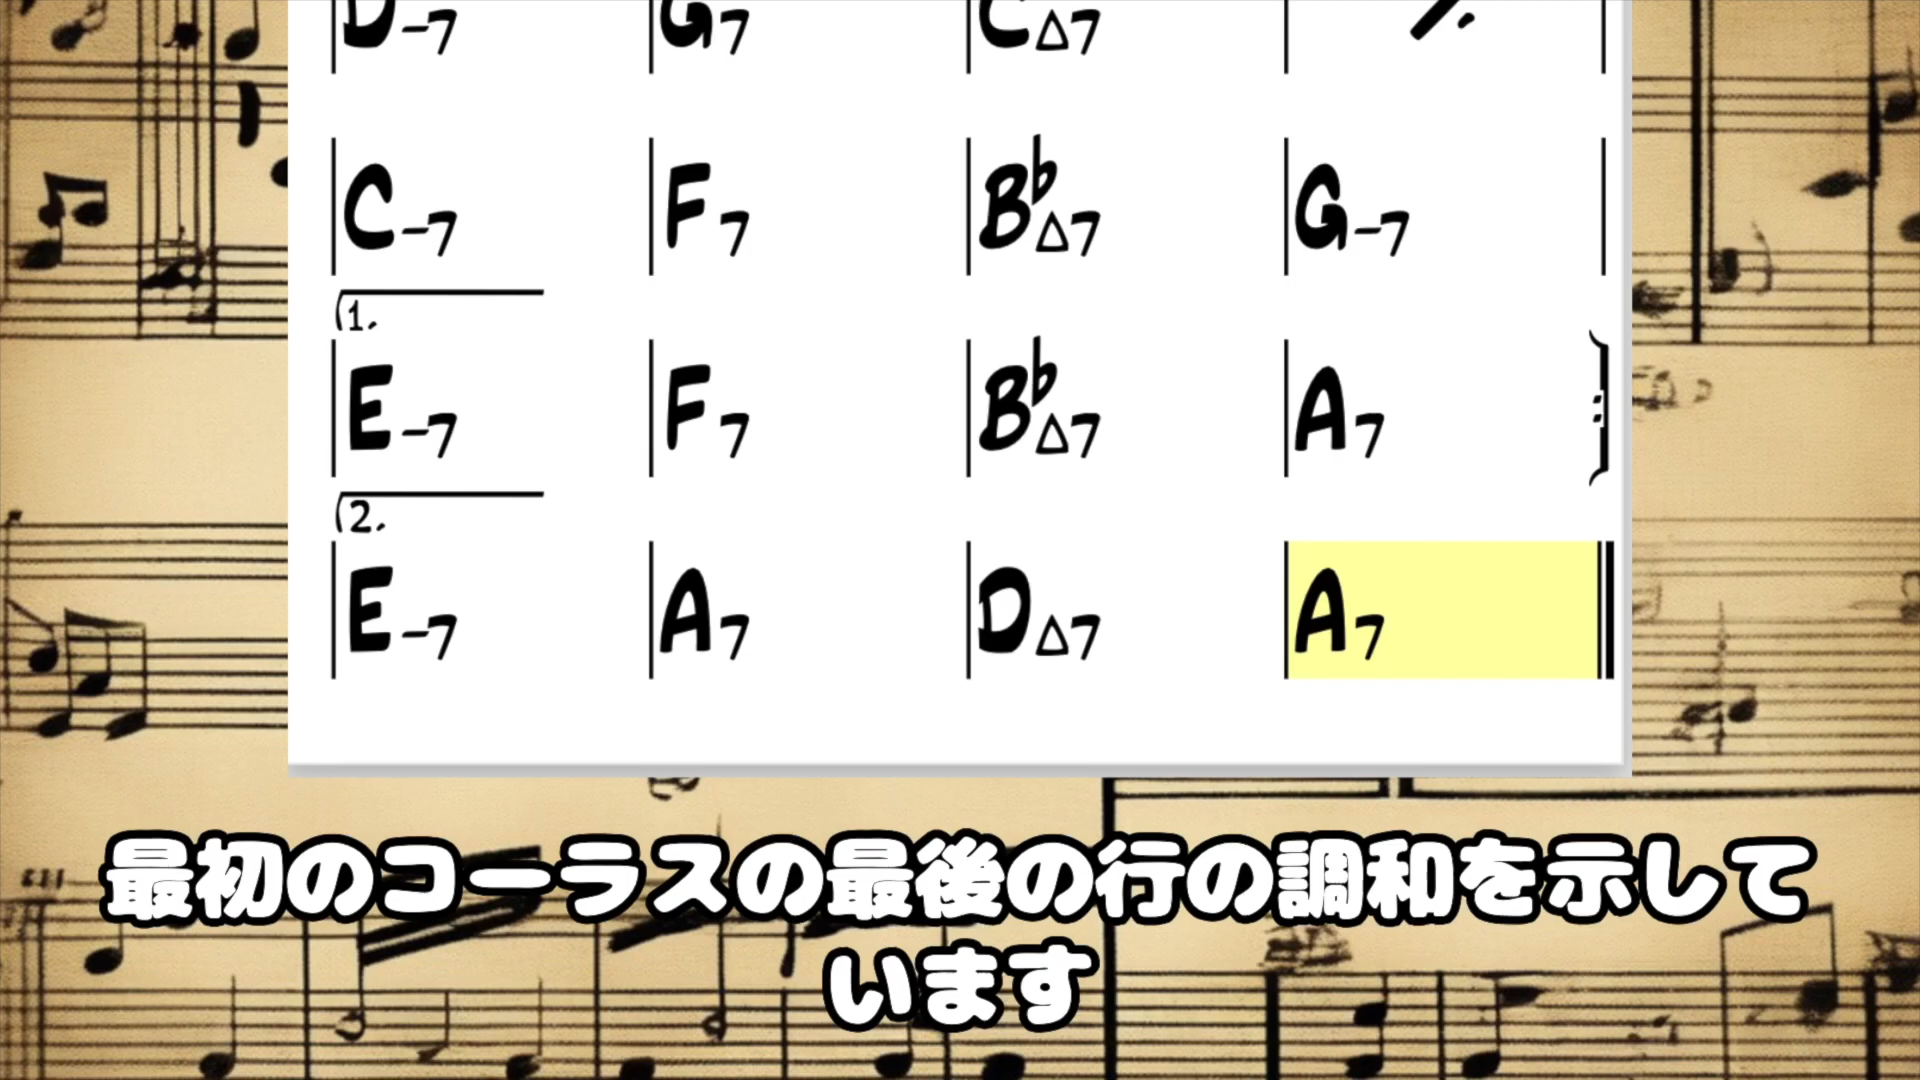 D-7 G7 CΔ7 𝄎
C-7 F7 B♭Δ7 G-7
1.
E-7 F7 B♭Δ7 A7
2.
E-7 A7 DΔ7 A7
最初のコーラスの最後の行の調和を示して
います